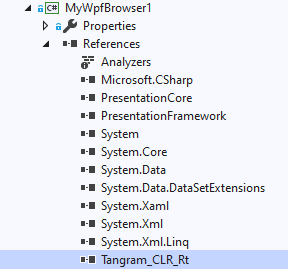 C# MyWpfBrowser1
Properties
References
Analyzers
Microsoft.CSharp
PresentationCore
PresentationFramework
System
System.Core
System.Data
System.Data.DataSetExtensions
System.Xaml
System.Xml
System.Xml.Linq
Tangram_CLR_Rt